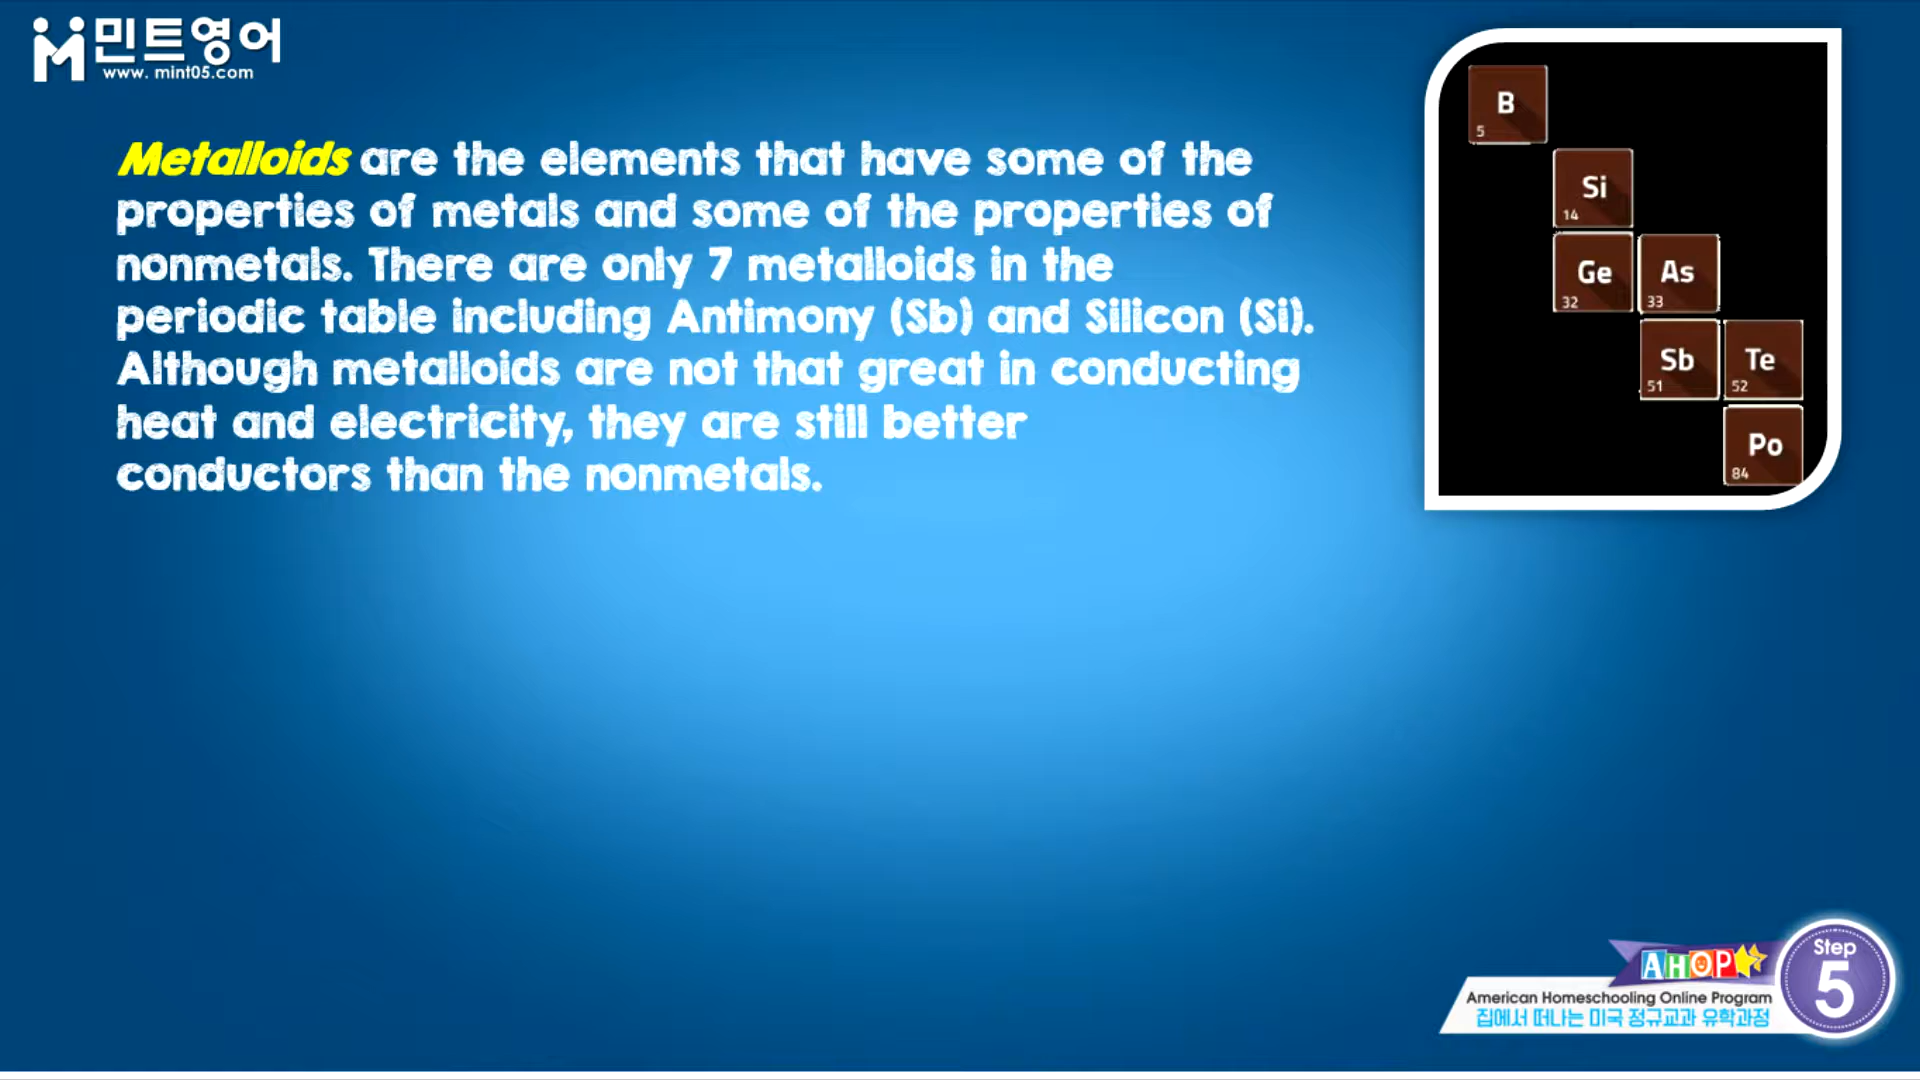 민트영어
www. mint05.com
Metalloids are the elements that have some of the
properties of metals and some of the properties of
nonmetals. There are only 7 metalloids in the
periodic table including Antimony (Sb) and Silicon (Si).
Although metalloids are not that great in conducting
heat and electricity, they are still better
conductors than the nonmetals.
B
5
Si
14
Ge
32
As
33
Sb
51
Te
52
Po
84
AHOP
Step
5
American Homeschooling Online Program
집에서 떠나는 미국 정규교과 유학과정